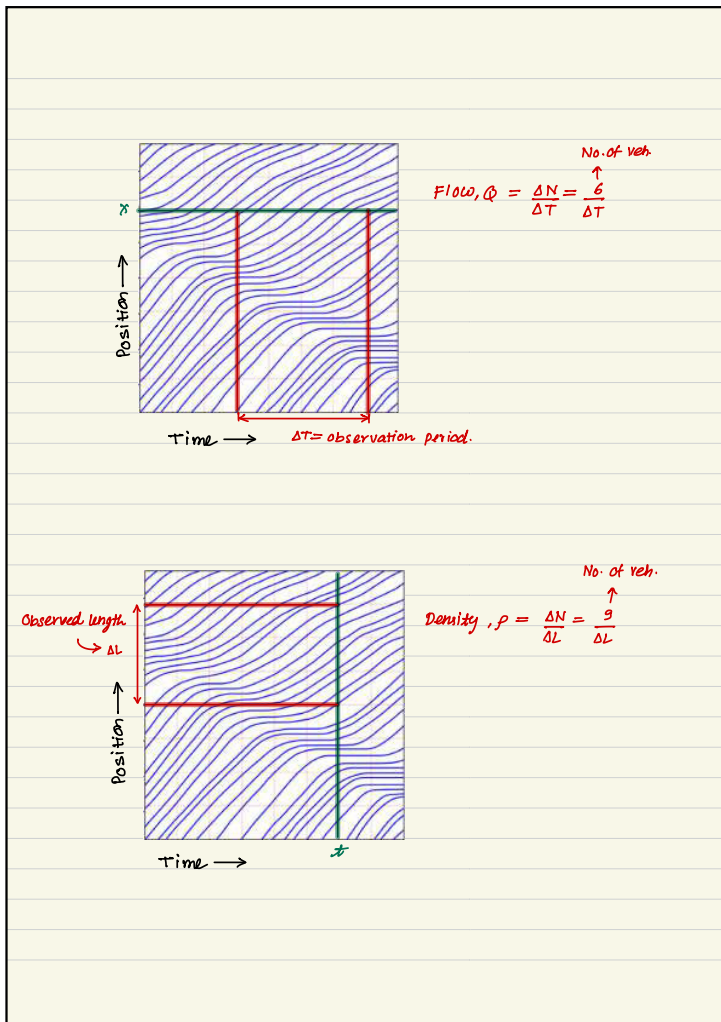 No. of veh.
↑
Flow, Q = ΔN/ΔT = 6/ΔT
x
Position →
Time →
ΔT = observation period.
No. of veh.
↑
Observed length
↳ ΔL
Density, ρ = ΔN/ΔL = 9/ΔL
Position →
Time →
t